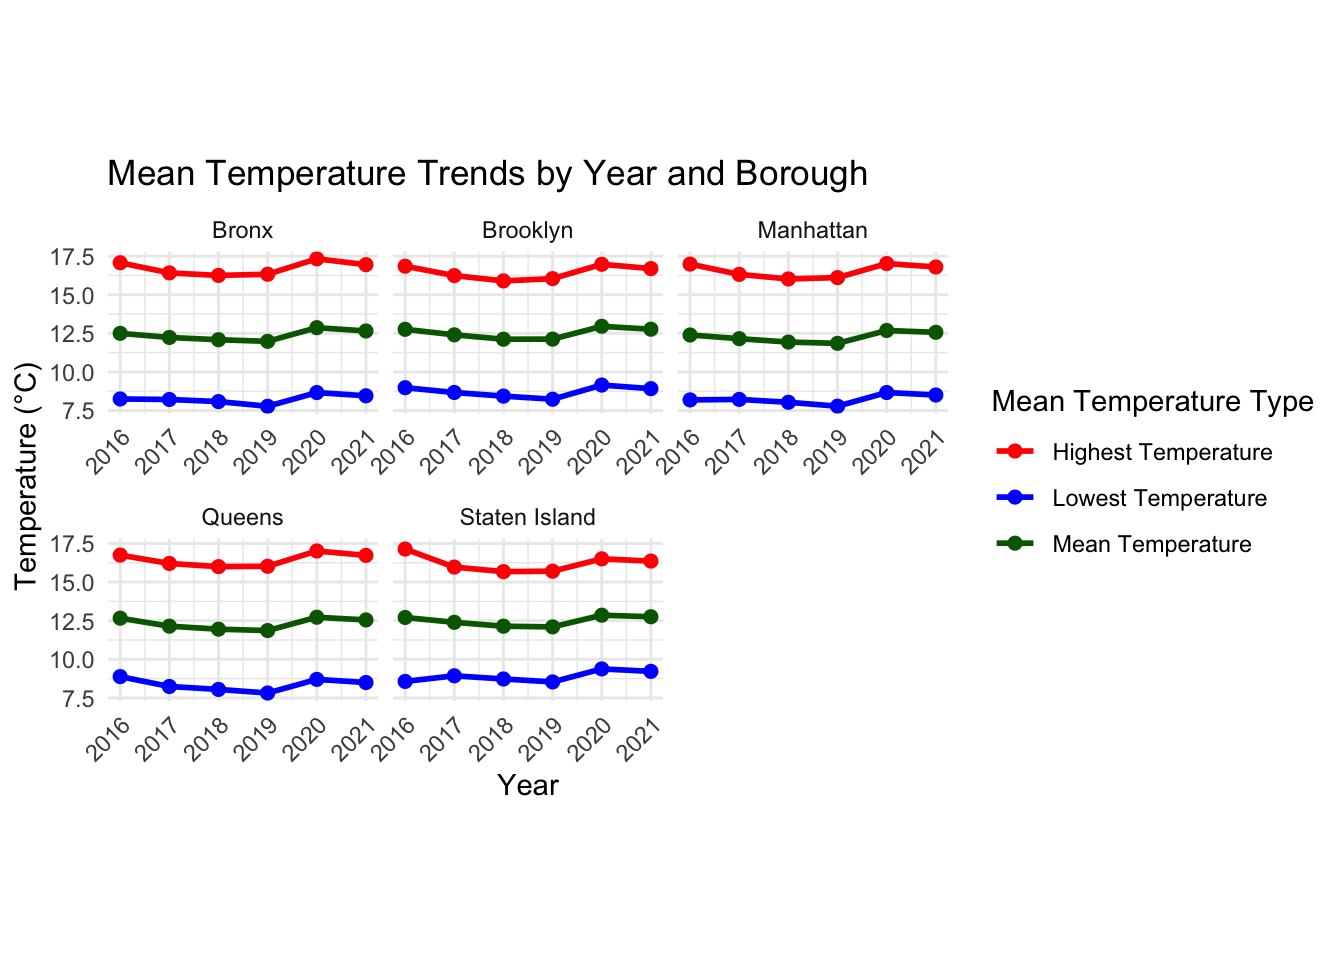 Mean Temperature Trends by Year and Borough
Bronx Brooklyn Manhattan
17.5
15.0
12.5
10.0
7.5
2016 2017 2018 2019 2020 2021 2016 2017 2018 2019 2020 2021 2016 2017 2018 2019 2020 2021
Temperature (°C)
Queens Staten Island
17.5
15.0
12.5
10.0
7.5
2016 2017 2018 2019 2020 2021 2016 2017 2018 2019 2020 2021
Year
Mean Temperature Type
Highest Temperature
Lowest Temperature
Mean Temperature